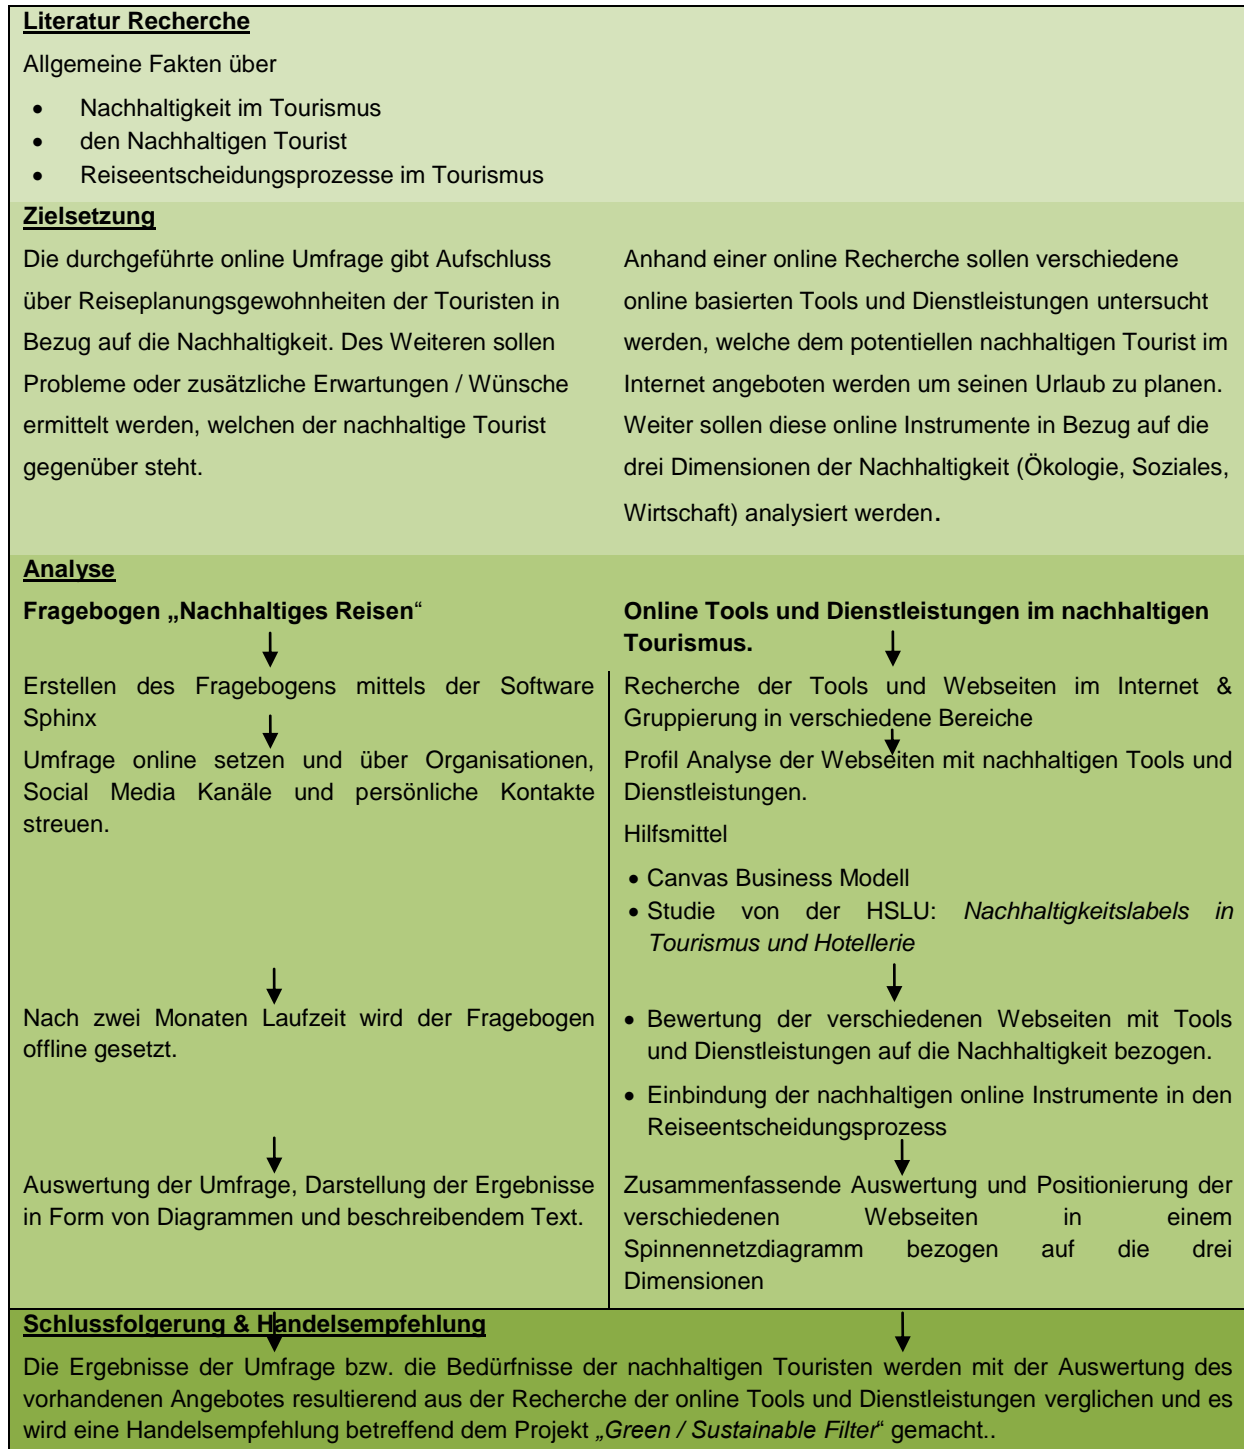 Literatur Recherche
Allgemeine Fakten über
• Nachhaltigkeit im Tourismus
• den Nachhaltigen Tourist
• Reiseentscheidungsprozesse im Tourismus
Zielsetzung
Die durchgeführte online Umfrage gibt Aufschluss
über Reiseplanungsgewohnheiten der Touristen in
Bezug auf die Nachhaltigkeit. Des Weiteren sollen
Probleme oder zusätzliche Erwartungen / Wünsche
ermittelt werden, welchen der nachhaltige Tourist
gegenüber steht.
Anhand einer online Recherche sollen verschiedene
online basierten Tools und Dienstleistungen untersucht
werden, welche dem potentiellen nachhaltigen Tourist im
Internet angeboten werden um seinen Urlaub zu planen.
Weiter sollen diese online Instrumente in Bezug auf die
drei Dimensionen der Nachhaltigkeit (Ökologie, Soziales,
Wirtschaft) analysiert werden.
Analyse
Fragebogen „Nachhaltiges Reisen“
Erstellen des Fragebogens mittels der Software
Sphinx
Umfrage online setzen und über Organisationen,
Social Media Kanäle und persönliche Kontakte
streuen.
Nach zwei Monaten Laufzeit wird der Fragebogen
offline gesetzt.
Auswertung der Umfrage, Darstellung der Ergebnisse
in Form von Diagrammen und beschreibendem Text.
Online Tools und Dienstleistungen im nachhaltigen
Tourismus.
Recherche der Tools und Webseiten im Internet &
Gruppierung in verschiedene Bereiche
Profil Analyse der Webseiten mit nachhaltigen Tools und
Dienstleistungen.
Hilfsmittel
• Canvas Business Modell
• Studie von der HSLU: Nachhaltigkeitslabels in
Tourismus und Hotellerie
• Bewertung der verschiedenen Webseiten mit Tools
und Dienstleistungen auf die Nachhaltigkeit bezogen.
• Einbindung der nachhaltigen online Instrumente in den
Reiseentscheidungsprozess
Zusammenfassende Auswertung und Positionierung der
verschiedenen Webseiten in einem
Spinnennetzdiagramm bezogen auf die drei
Dimensionen
Schlussfolgerung & Handelsempfehlung
Die Ergebnisse der Umfrage bzw. die Bedürfnisse der nachhaltigen Touristen werden mit der Auswertung des
vorhandenen Angebotes resultierend aus der Recherche der online Tools und Dienstleistungen verglichen und es
wird eine Handelsempfehlung betreffend dem Projekt „Green / Sustainable Filter“ gemacht..